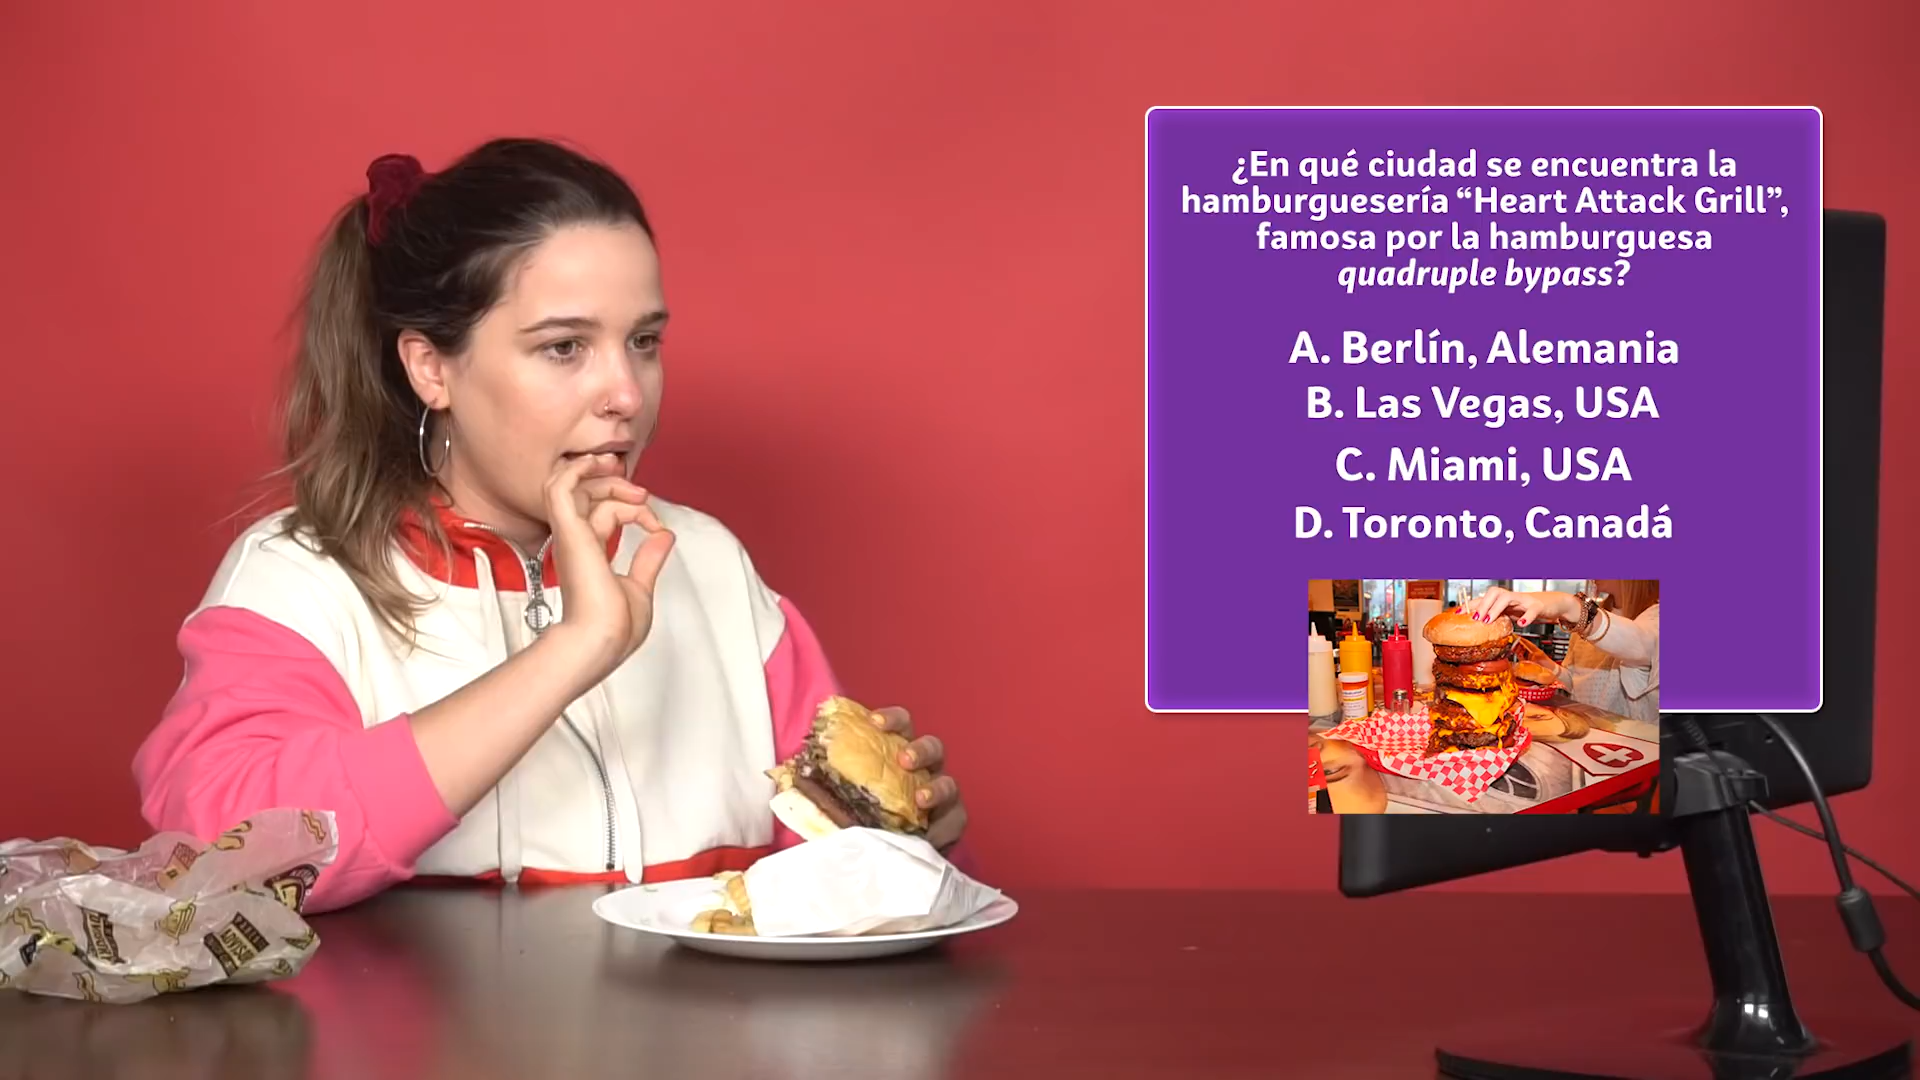 ¿En qué ciudad se encuentra la
hamburguesería “Heart Attack Grill”,
famosa por la hamburguesa
quadruple bypass?
A. Berlín, Alemania
B. Las Vegas, USA
C. Miami, USA
D. Toronto, Canadá